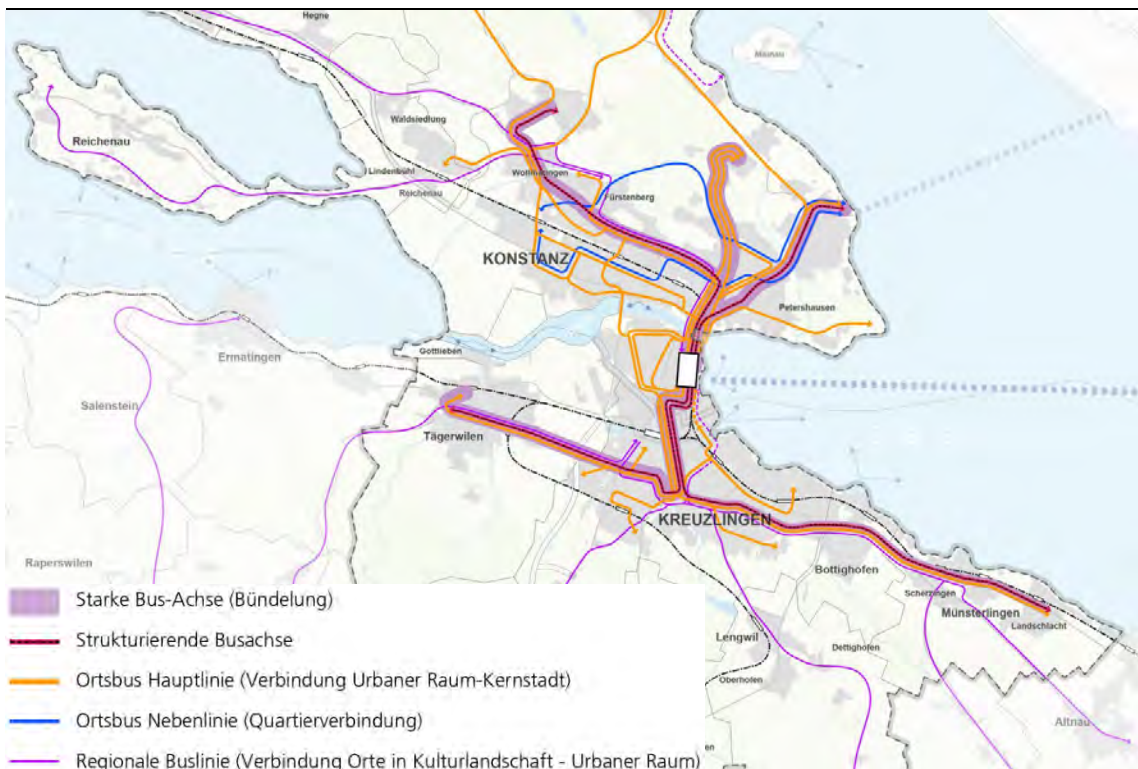 Hegne
Mainau
Waldsiedlung
Reichenau
Lindenbühl
Wollmatingen
Reichenau
Fürstenberg
KONSTANZ
Petershausen
Gottlieben
Ermatingen
Salenstein
Tägerwilen
KREUZLINGEN
Raperswilen
Bottighofen
Scherzingen
Münsterlingen
Landschlacht
Lengwil
Dettighofen
Oberhofen
Altnau
Starke Bus-Achse (Bündelung)
Strukturierende Busachse
Ortsbus Hauptlinie (Verbindung Urbaner Raum-Kernstadt)
Ortsbus Nebenlinie (Quartierverbindung)
Regionale Buslinie (Verbindung Orte in Kulturlandschaft - Urbaner Raum)